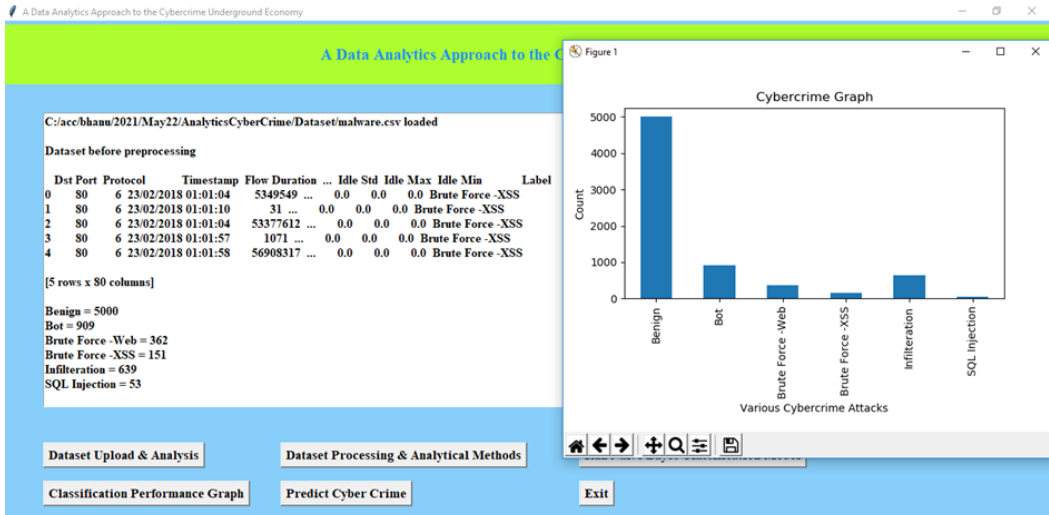 A Data Analytics Approach to the Cybercrime Underground Economy
A Data Analytics Approach to the
C:/acc/bhanu/2021/May22/AnalyticsCyberCrime/Dataset/malware.csv loaded
Dataset before preprocessing
Dst Port Protocol Timestamp Flow Duration ... Idle Std Idle Max Idle Min Label
0 80 6 23/02/2018 01:01:04 5349549 ... 0.0 0.0 0.0 Brute Force -XSS
1 80 6 23/02/2018 01:01:10 31 ... 0.0 0.0 0.0 Brute Force -XSS
2 80 6 23/02/2018 01:01:04 53377612 ... 0.0 0.0 0.0 Brute Force -XSS
3 80 6 23/02/2018 01:01:57 1071 ... 0.0 0.0 0.0 Brute Force -XSS
4 80 6 23/02/2018 01:01:58 56908317 ... 0.0 0.0 0.0 Brute Force -XSS
[5 rows x 80 columns]
Benign = 5000
Bot = 909
Brute Force -Web = 362
Brute Force -XSS = 151
Infilteration = 639
SQL Injection = 53
Dataset Upload & Analysis
Dataset Processing & Analytical Methods
Classification Performance Graph
Predict Cyber Crime
Exit
Figure 1
Cybercrime Graph
5000
4000
3000
2000
1000
0
Count
Benign
Bot
Brute Force -Web
Brute Force -XSS
Infilteration
SQL Injection
Various Cybercrime Attacks